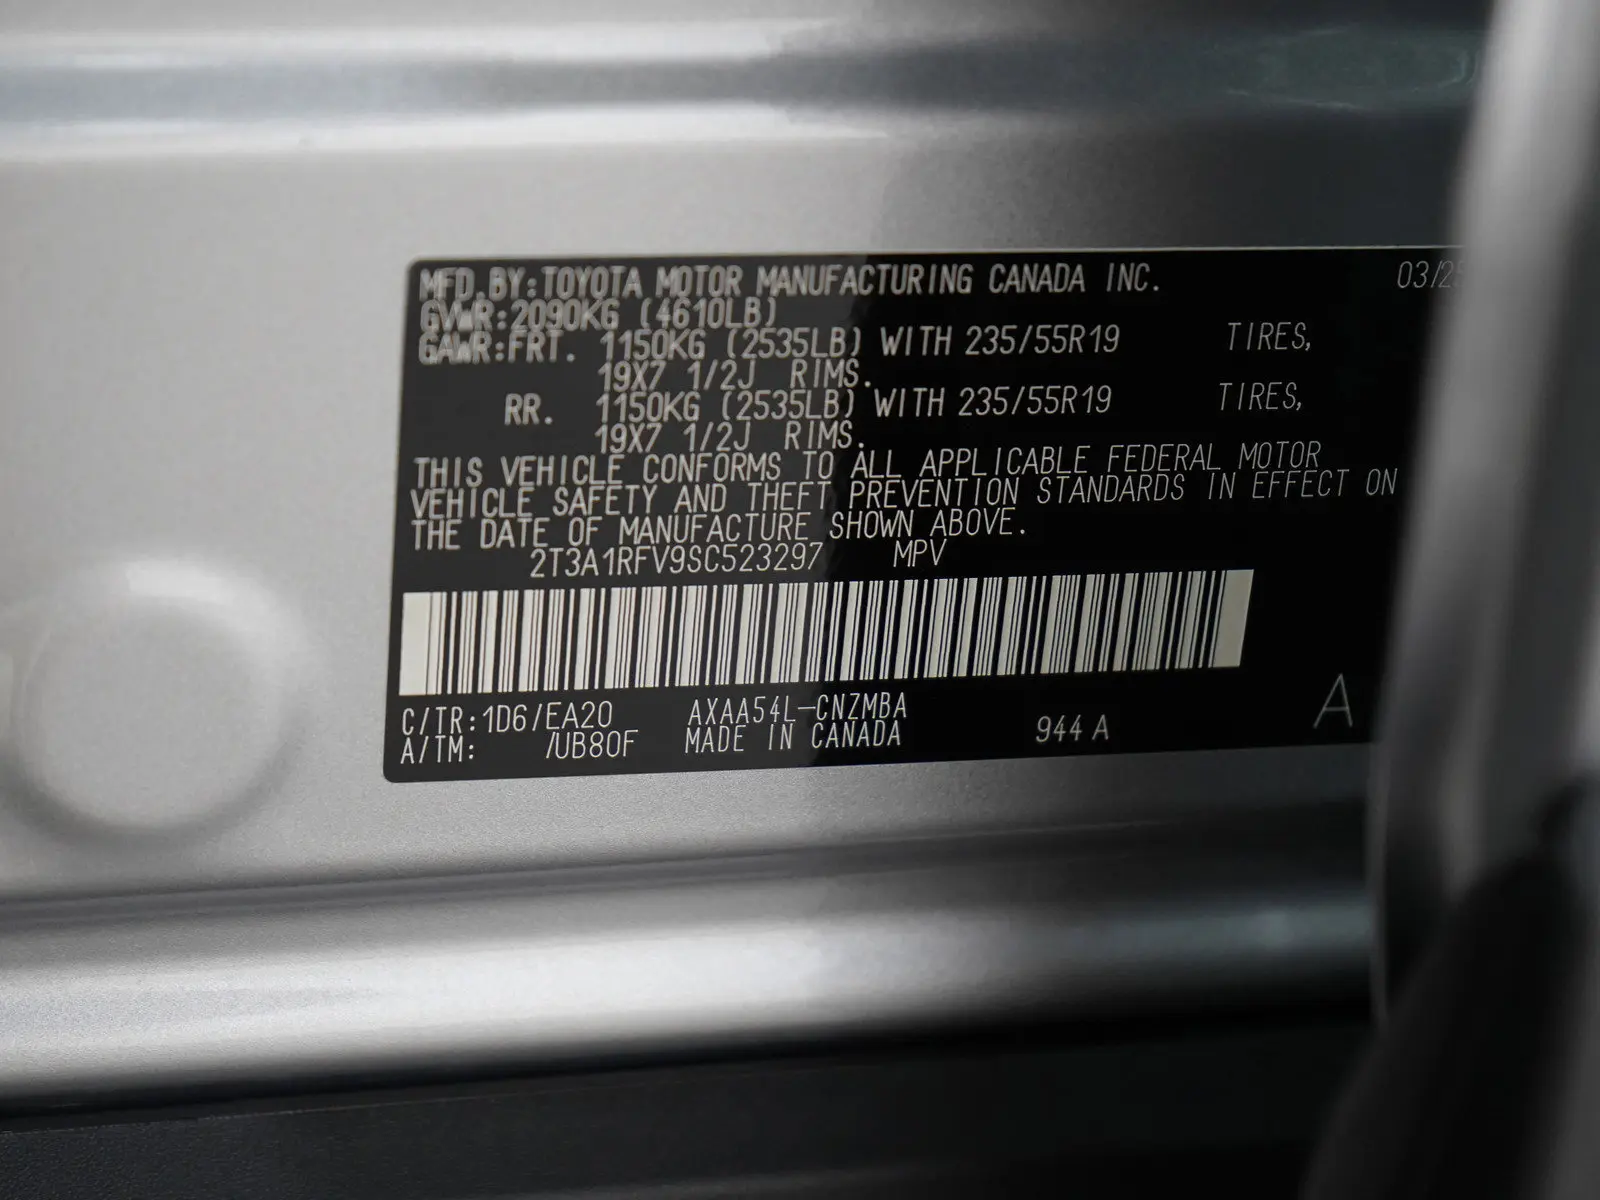 MFD.BY:TOYOTA MOTOR MANUFACTURING CANADA INC. 03/25
GVWR:2090KG (4610LB)
GAWR:FRT. 1150KG (2535LB) WITH 235/55R19 TIRES,
19X7 1/2J RIMS.
RR. 1150KG (2535LB) WITH 235/55R19 TIRES,
19X7 1/2J RIMS.
THIS VEHICLE CONFORMS TO ALL APPLICABLE FEDERAL MOTOR
VEHICLE SAFETY AND THEFT PREVENTION STANDARDS IN EFFECT ON
THE DATE OF MANUFACTURE SHOWN ABOVE.
2T3A1RFV9SC523297 MPV
C/TR:1D6/EA20 AXAA54L-CNZMBA
A/TM: /UB80F MADE IN CANADA 944 A A